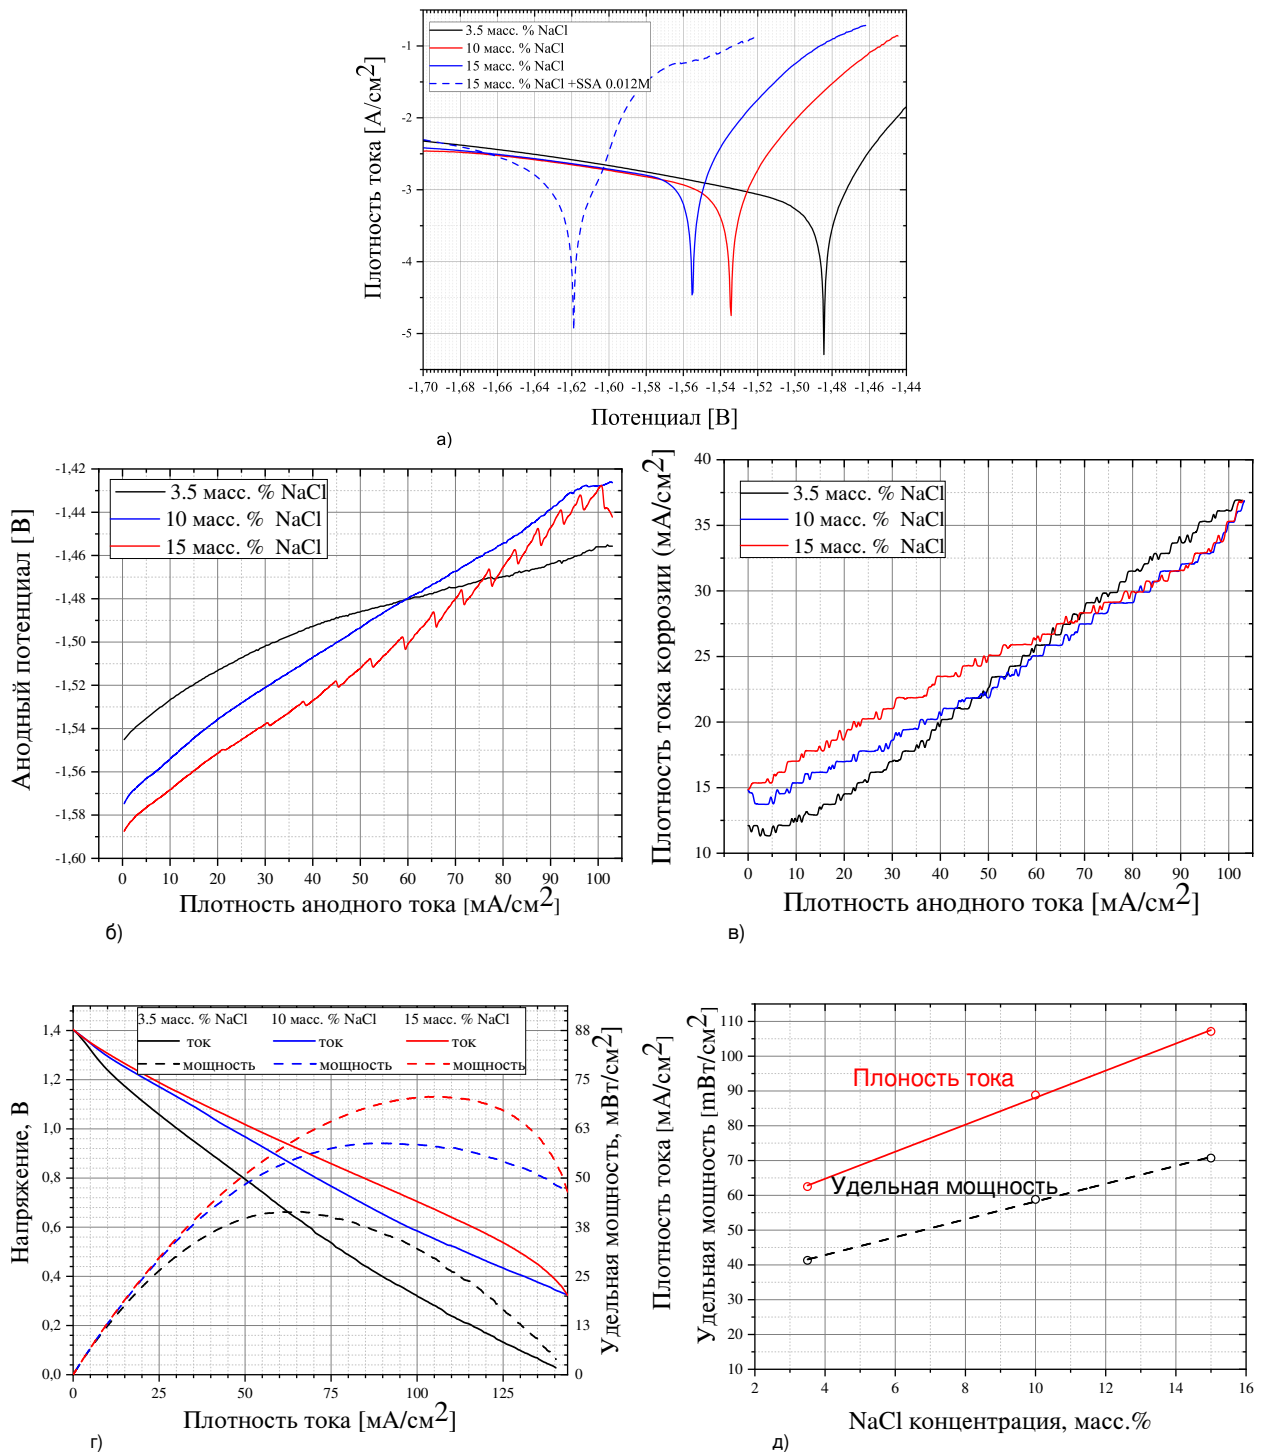 3.5 масс. % NaCl
10 масс. % NaCl
15 масс. % NaCl
15 масс. % NaCl +SSA 0.012M
Плотность тока [А/см2]
-1
-2
-3
-4
-5
-1,70 -1,68 -1,66 -1,64 -1,62 -1,60 -1,58 -1,56 -1,54 -1,52 -1,50 -1,48 -1,46 -1,44
Потенциал [В]
а)
3.5 масс. % NaCl
10 масс. % NaCl
15 масс. % NaCl
Анодный потенциал [В]
-1,42
-1,44
-1,46
-1,48
-1,50
-1,52
-1,54
-1,56
-1,58
-1,60
0 10 20 30 40 50 60 70 80 90 100
Плотность анодного тока [мА/см2]
б)
3.5 масс. % NaCl
10 масс. % NaCl
15 масс. % NaCl
Плотность тока коррозии (мА/см2]
40
35
30
25
20
15
10
0 10 20 30 40 50 60 70 80 90 100
Плотность анодного тока [мА/см2]
в)
3.5 масс. % NaCl 10 масс. % NaCl 15 масс. % NaCl
ток ток ток
мощность мощность мощность
Напряжение, В
1,4
1,2
1,0
0,8
0,6
0,4
0,2
0,0
88
75
63
50
38
25
13
0
Удельная мощность, мВт/см2]
0 25 50 75 100 125
Плотность тока [мА/см2]
г)
Плотность тока [мА/см2]
Удельная мощность [mВт/см2]
110
100
90
80
70
60
50
40
30
20
10
Плоность тока
Удельная мощность
2 4 6 8 10 12 14 16
NaCl концентрация, масс.%
д)